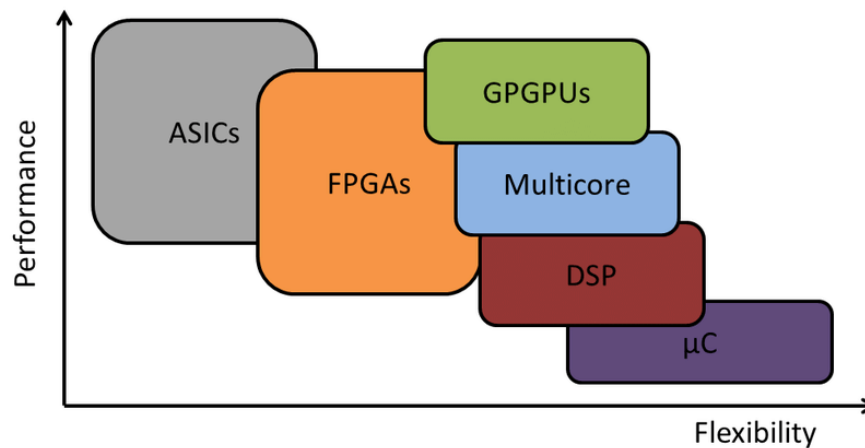 Performance
ASICs
FPGAs
GPGPUs
Multicore
DSP
μC
Flexibility